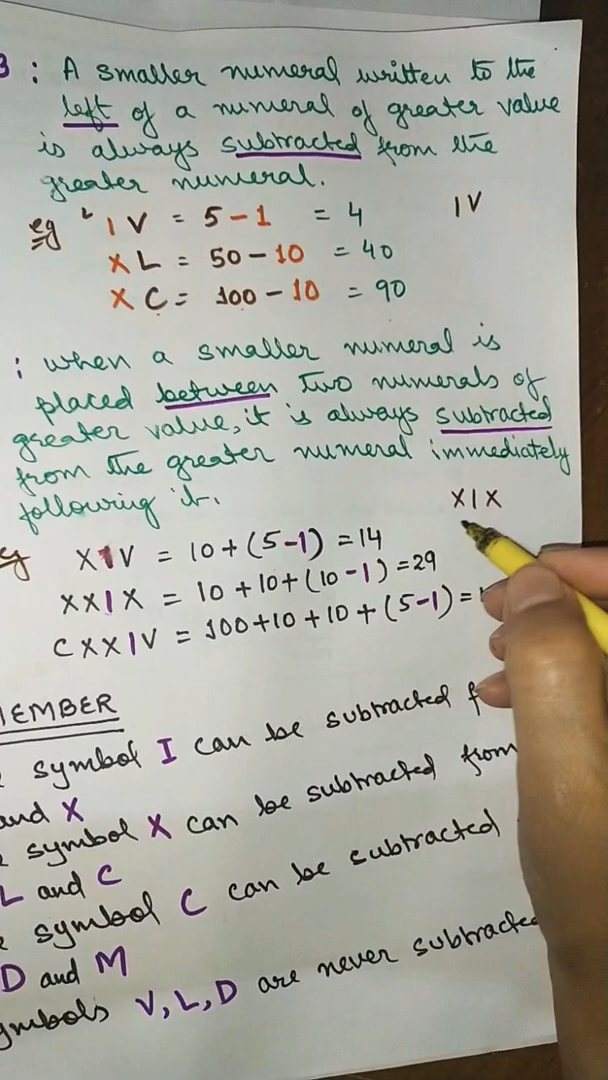 3 : A smaller numeral written to the
left of a numeral of greater value
is always subtracted from the
greater numeral.
eg IV = 5-1 = 4 IV
XL = 50-10 = 40
XC = 100-10 = 90
: when a smaller numeral is
placed between two numerals of
greater value, it is always subtracted
from the greater numeral immediately
following it.
XIX
XIV = 10+(5-1) = 14
XXIX = 10+10+(10-1) = 29
CXXIV = 100+10+10+(5-1) =
symbol I can be subtracted
and X
symbol X can be subtracted from
L and C
symbol C can be subtracted
D and M
V, L, D are never subtracted